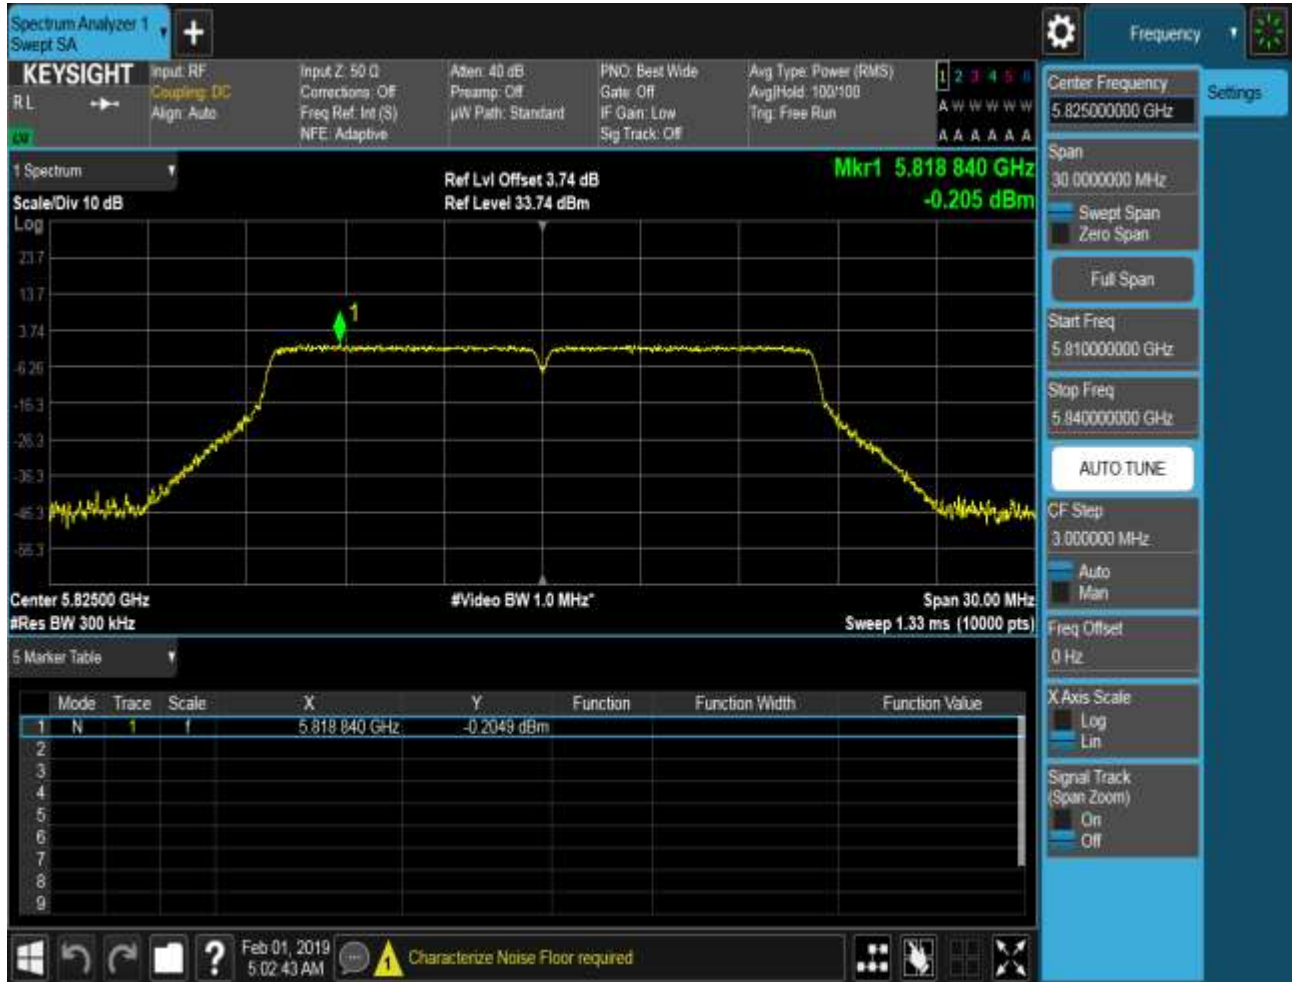 Spectrum Analyzer 1
Swept SA
+
Frequency
KEYSIGHT
R L
Input: RF
Coupling: DC
Align: Auto
Input Z: 50 Ω
Corrections: Off
Freq Ref: Int (S)
NFE: Adaptive
Atten: 40 dB
Preamp: Off
µW Path: Standard
PNO: Best Wide
Gate: Off
IF Gain: Low
Sig Track: Off
Avg Type: Power (RMS)
Avg|Hold: 100/100
Trig: Free Run
1 2 3 4 5 6
A W W W W W
A A A A A A
1 Spectrum
Scale/Div 10 dB
Ref Lvl Offset 3.74 dB
Ref Level 33.74 dBm
Mkr1 5.818 840 GHz
-0.205 dBm
Log
23.7
13.7
3.74
-6.26
-16.3
-26.3
-36.3
-46.3
-56.3
1
Center 5.82500 GHz
#Res BW 300 kHz
#Video BW 1.0 MHz*
Span 30.00 MHz
Sweep 1.33 ms (10000 pts)
5 Marker Table
Mode Trace Scale X Y Function Function Width Function Value
1 N 1 f 5.818 840 GHz -0.2049 dBm
2
3
4
5
6
7
8
9
Center Frequency
5.825000000 GHz
Settings
Span
30.0000000 MHz
Swept Span
Zero Span
Full Span
Start Freq
5.810000000 GHz
Stop Freq
5.840000000 GHz
AUTO TUNE
CF Step
3.000000 MHz
Auto
Man
Freq Offset
0 Hz
X Axis Scale
Log
Lin
Signal Track
(Span Zoom)
On
Off
?
Feb 01, 2019
5:02:43 AM
1
Characterize Noise Floor required